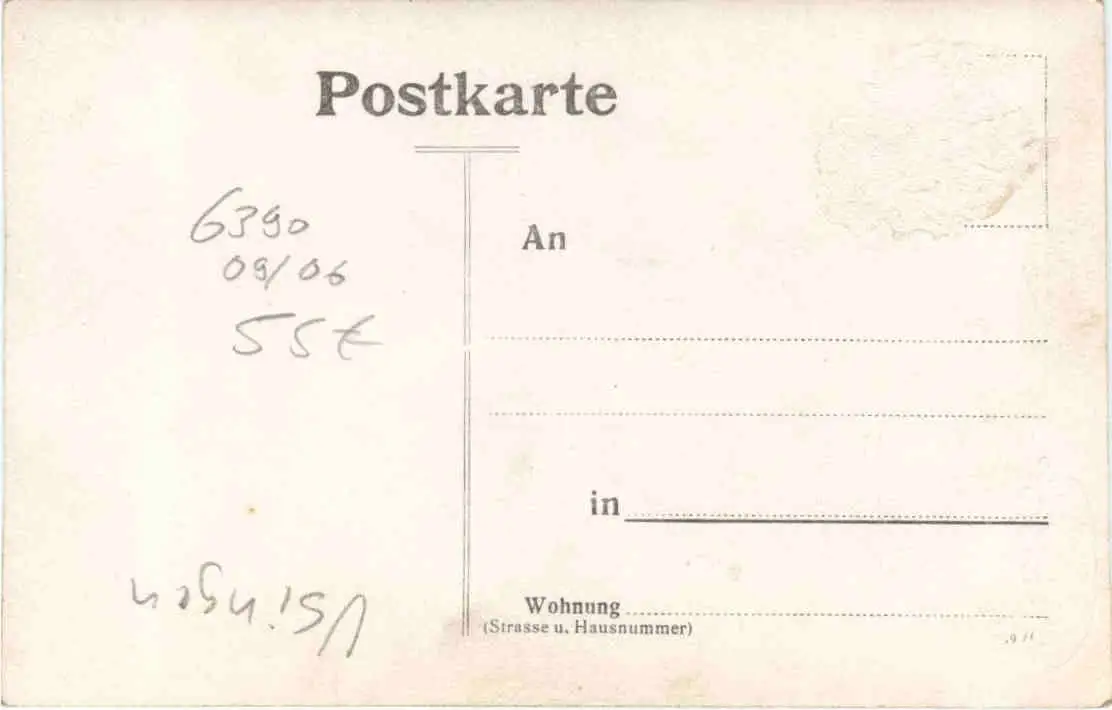 Postkarte
6390
09/06
55€
An
in
Wohnung
(Strasse u. Hausnummer)
Usingen